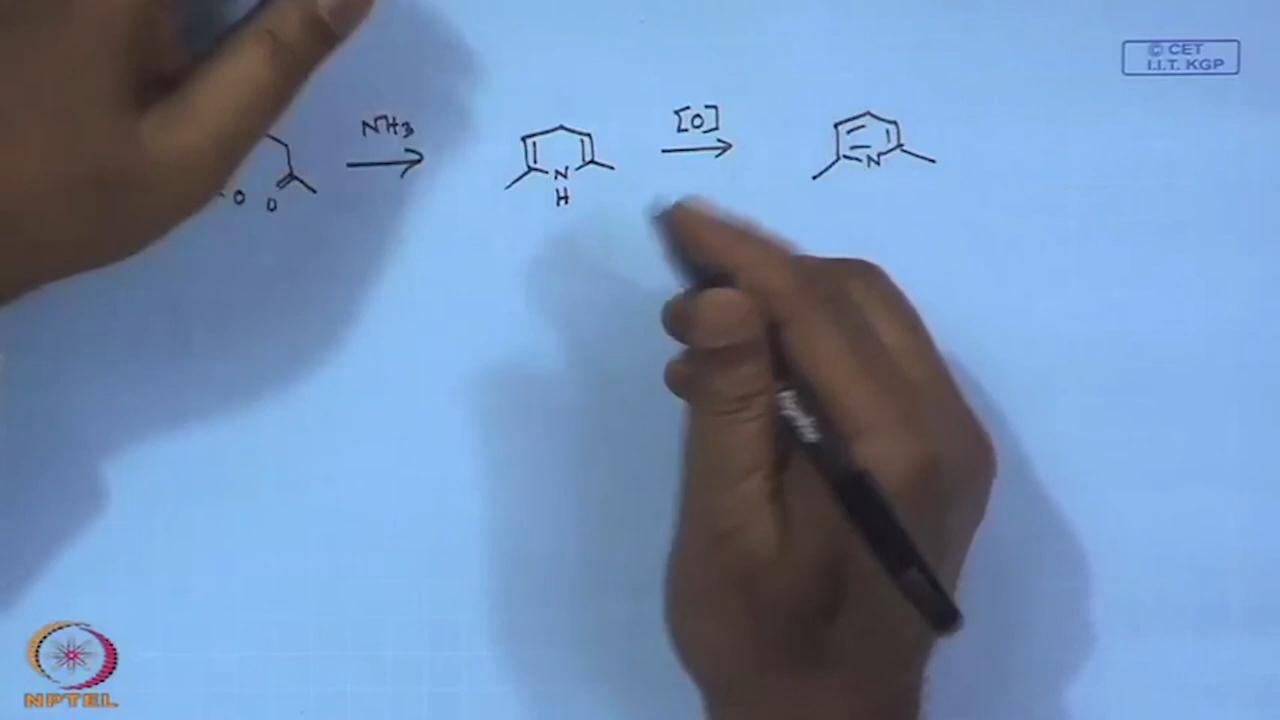 © CET
I.I.T. KGP
NH3
[O]
O O
N
H
N
NPTEL